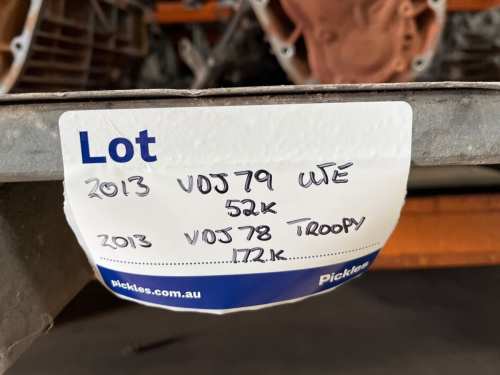 Lot
2013 VDJ79 UTE
52K
2013 VDJ78 TROOPY
172K
pickles.com.au Pickles